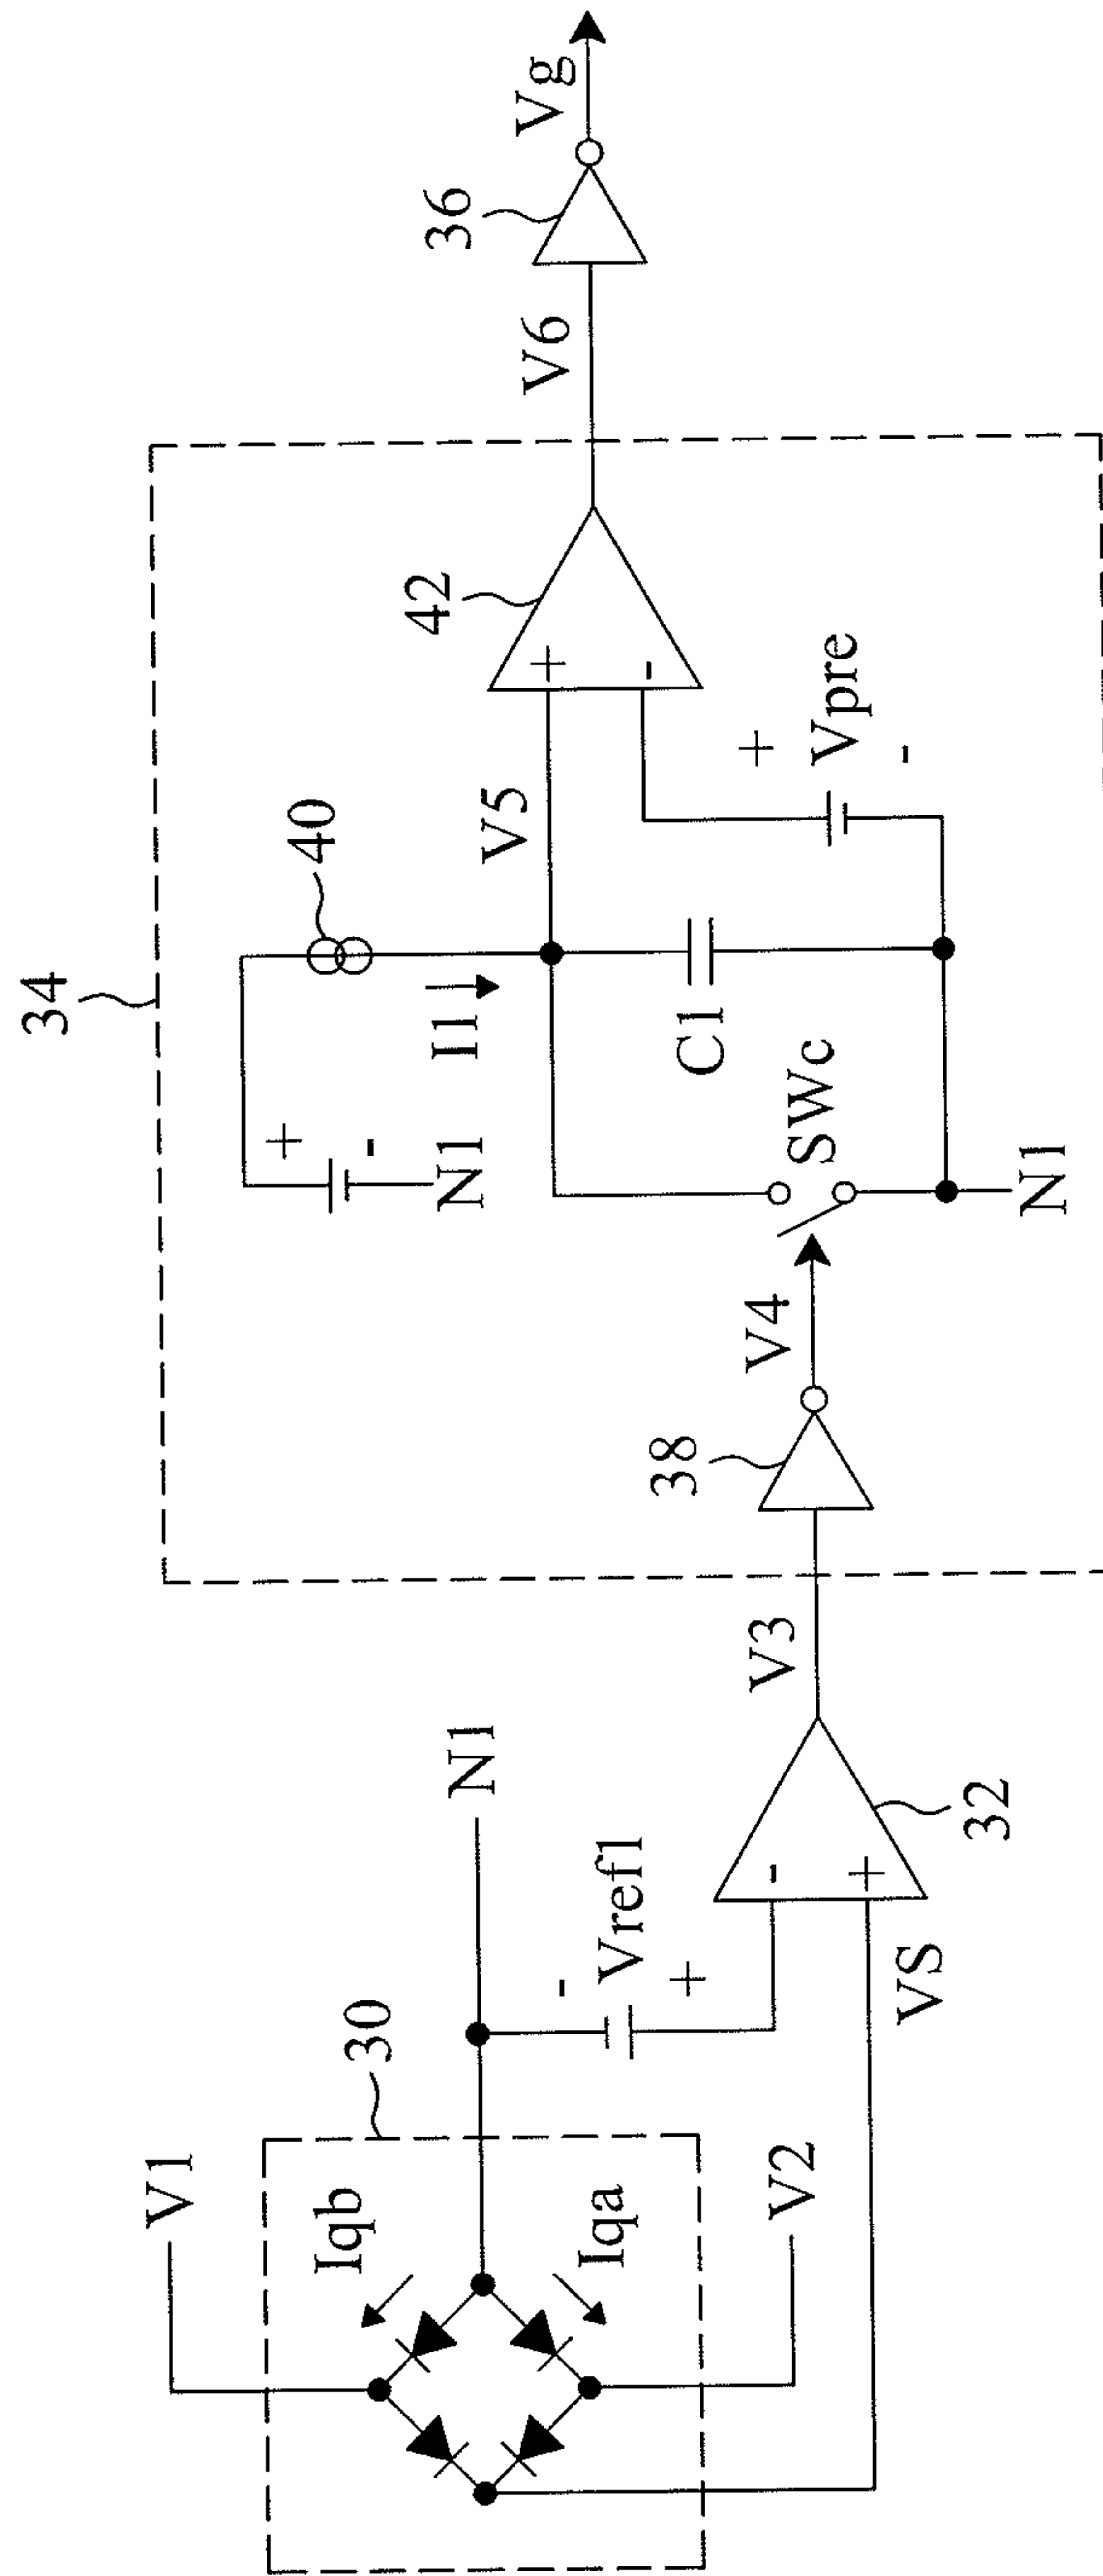 V1
30
Iqb
Iqa
V2
N1
-
Vref1
+
-
+
VS
32
V3
34
38
V4
+
-
N1
I1
40
SWc
N1
C1
V5
+
-
Vpre
-
+
42
V6
36
Vg